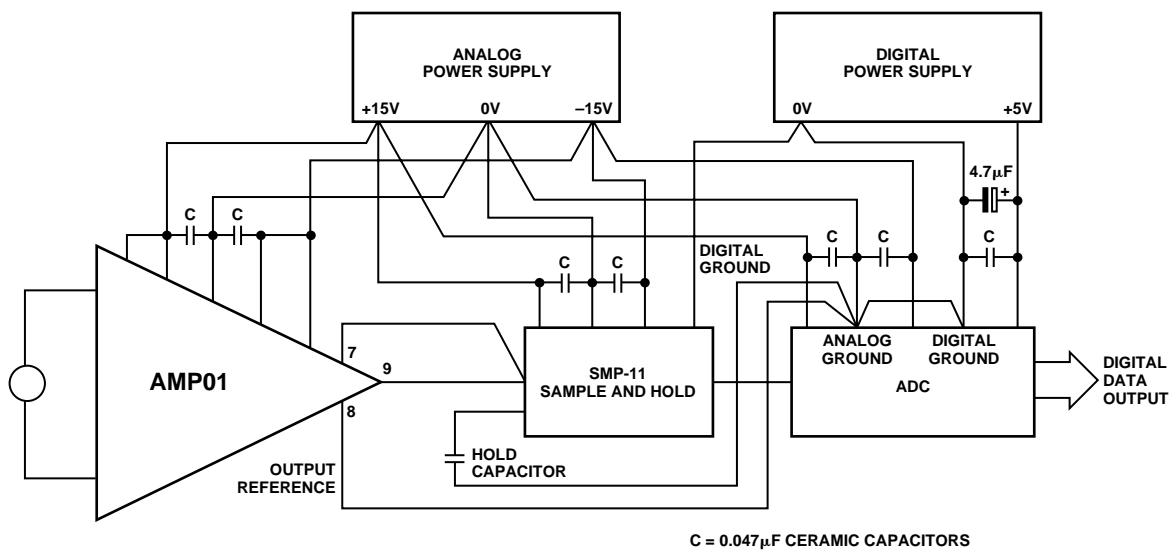 ANALOG
POWER SUPPLY
+15V
0V
–15V
DIGITAL
POWER SUPPLY
0V
+5V
4.7µF
+
C
C
C
C
C
C
C
DIGITAL
GROUND
ANALOG
GROUND
DIGITAL
GROUND
ADC
AMP01
7
9
8
SMP-11
SAMPLE AND HOLD
DIGITAL
DATA
OUTPUT
HOLD
CAPACITOR
OUTPUT
REFERENCE
C = 0.047µF CERAMIC CAPACITORS